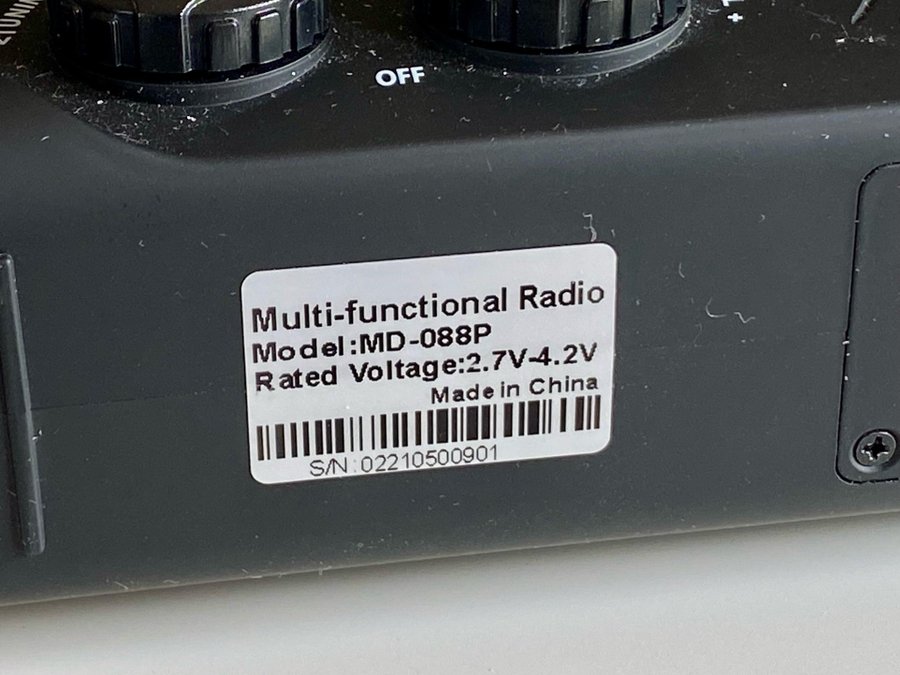 OFF
Multi-functional Radio
Model:MD-088P
Rated Voltage:2.7V-4.2V
Made in China
S/N:02210500901